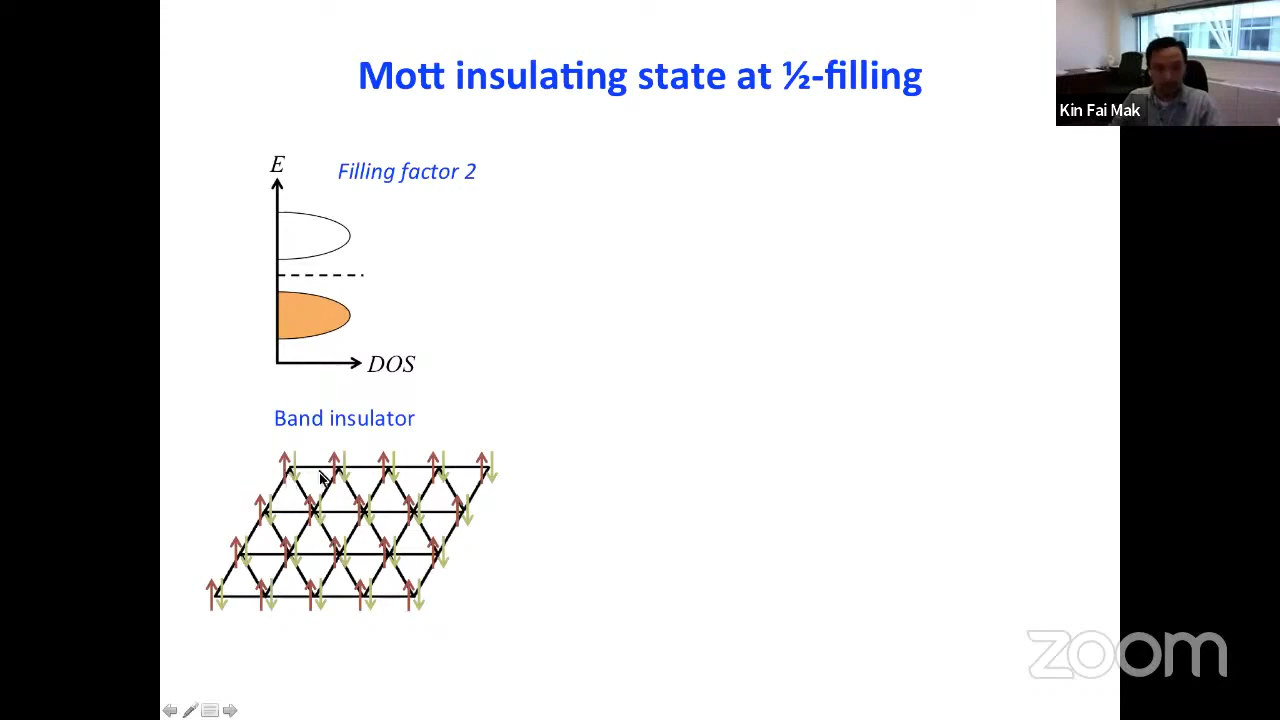 Mott insulating state at ½-filling
Kin Fai Mak
E
Filling factor 2
DOS
Band insulator
zoom